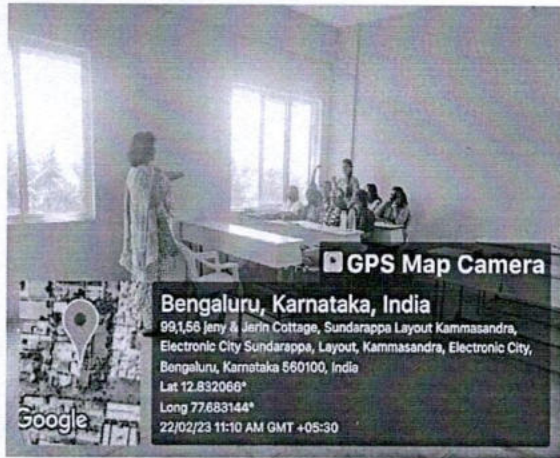 GPS Map Camera
Bengaluru, Karnataka, India
99,1,56 jeny & Jerin Cottage, Sundarappa Layout Kammasandra,
Electronic City Sundarappa, Layout, Kammasandra, Electronic City,
Bengaluru, Karnataka 560100, India
Lat 12.832066°
Long 77.683144°
22/02/23 11:10 AM GMT +05:30
Google